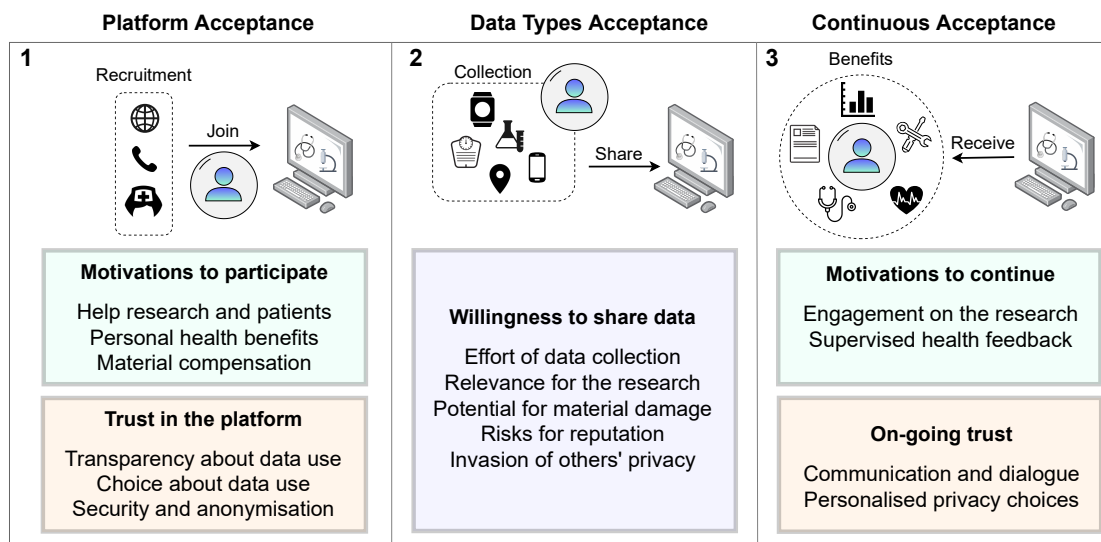 Platform Acceptance
1
Recruitment
Join
Motivations to participate
Help research and patients
Personal health benefits
Material compensation
Trust in the platform
Transparency about data use
Choice about data use
Security and anonymisation
Data Types Acceptance
2
Collection
Share
Willingness to share data
Effort of data collection
Relevance for the research
Potential for material damage
Risks for reputation
Invasion of others' privacy
Continuous Acceptance
3
Benefits
Receive
Motivations to continue
Engagement on the research
Supervised health feedback
On-going trust
Communication and dialogue
Personalised privacy choices